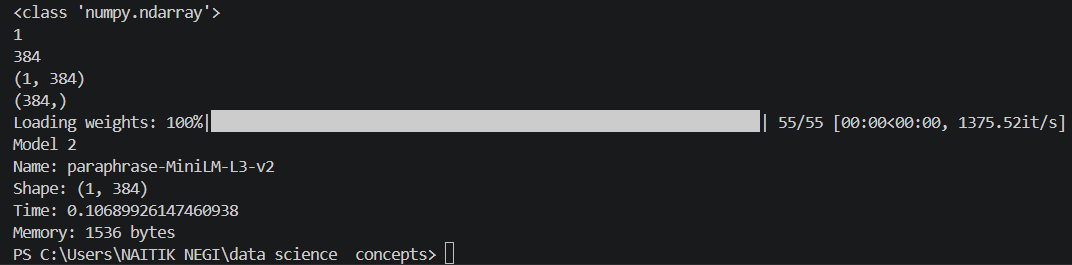 <class 'numpy.ndarray'>
1
384
(1, 384)
(384,)
Loading weights: 100%|██████████| 55/55 [00:00<00:00, 1375.52it/s]
Model 2
Name: paraphrase-MiniLM-L3-v2
Shape: (1, 384)
Time: 0.10689926147460938
Memory: 1536 bytes
PS C:\Users\NAITIK NEGI\data science  concepts>